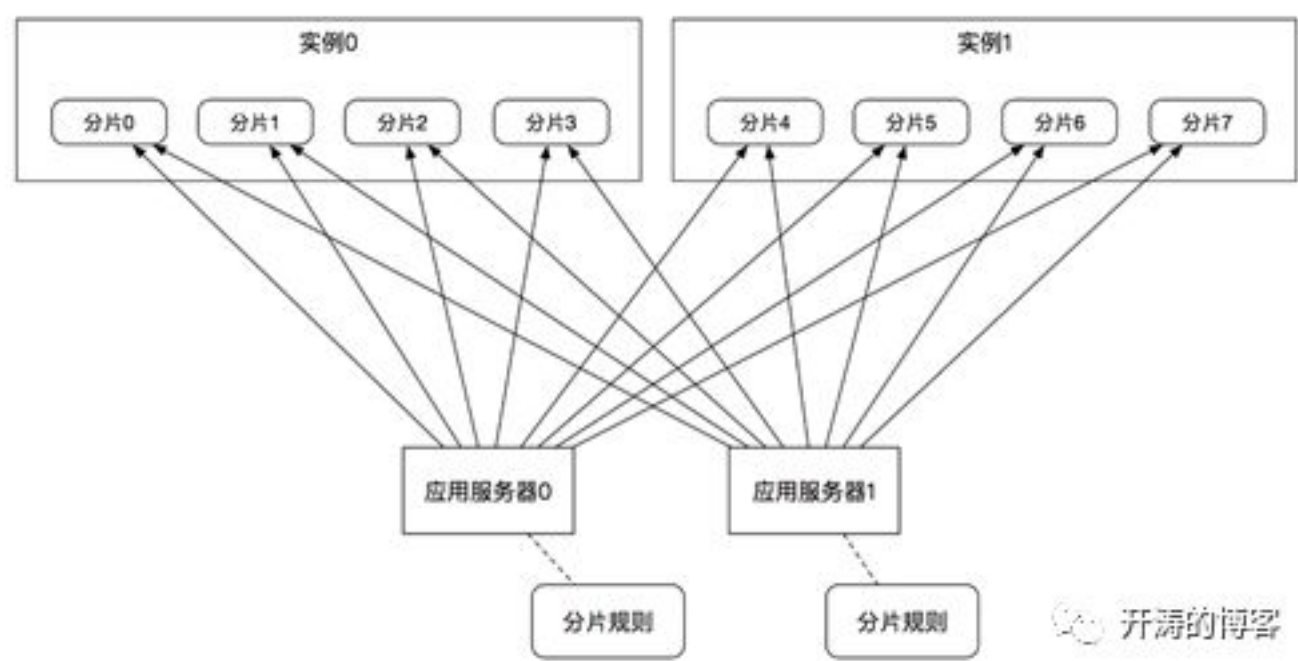 实例0
实例1
分片0
分片1
分片2
分片3
分片4
分片5
分片6
分片7
应用服务器0
应用服务器1
分片规则
分片规则
开涛的博客